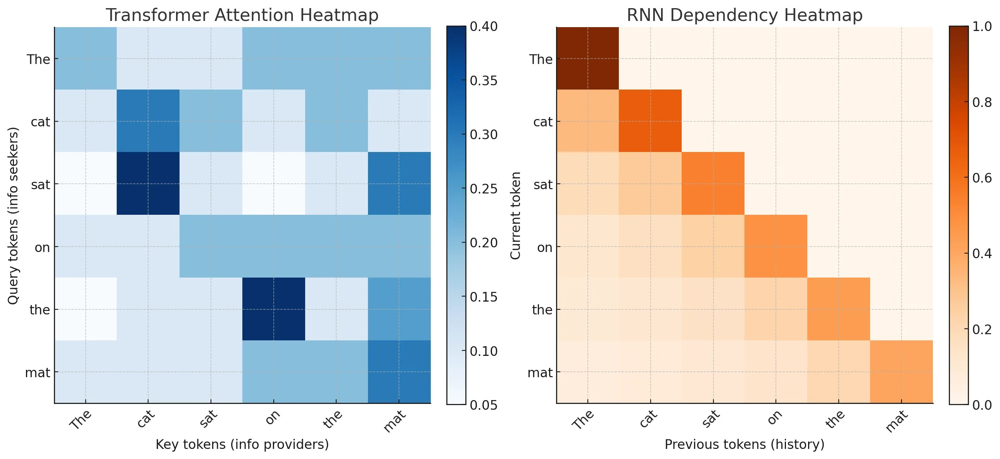 Transformer Attention Heatmap
Query tokens (info seekers)
The
cat
sat
on
the
mat
The cat sat on the mat
Key tokens (info providers)
0.40
0.35
0.30
0.25
0.20
0.15
0.10
0.05
RNN Dependency Heatmap
Current token
The
cat
sat
on
the
mat
The cat sat on the mat
Previous tokens (history)
1.0
0.8
0.6
0.4
0.2
0.0